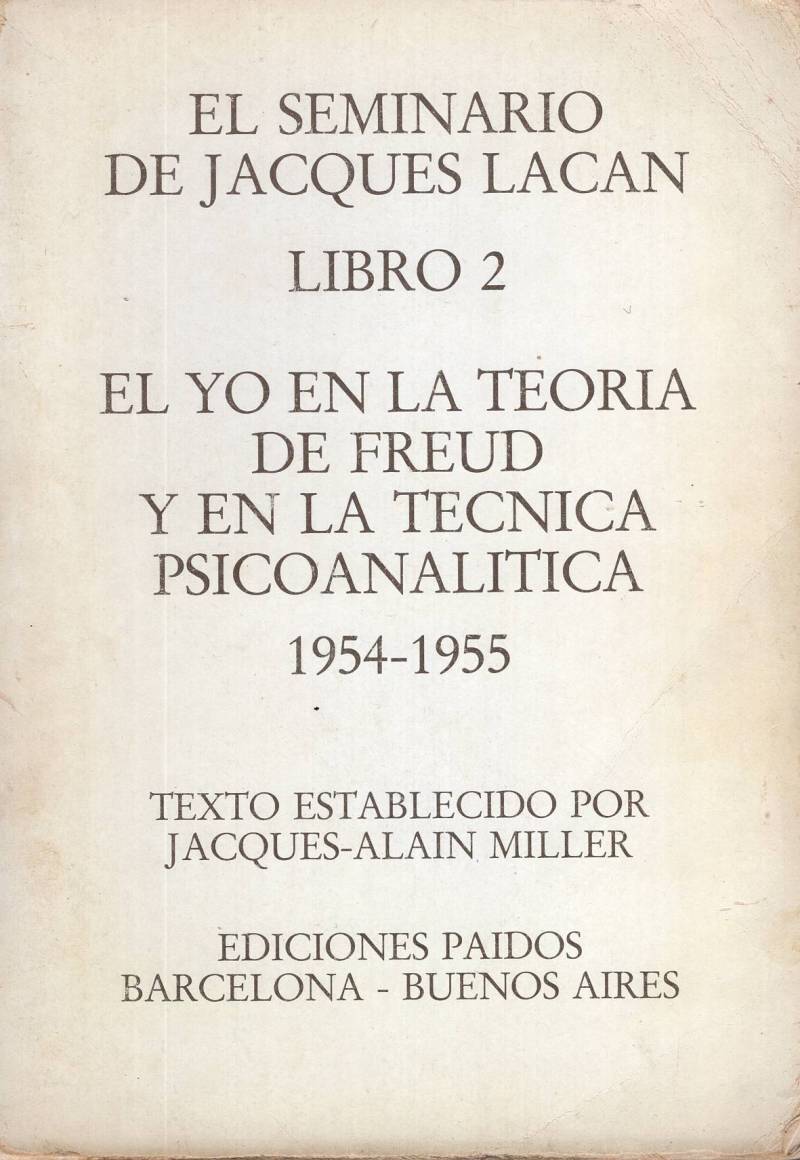 EL SEMINARIO
DE JACQUES LACAN
LIBRO 2
EL YO EN LA TEORIA
DE FREUD
Y EN LA TECNICA
PSICOANALITICA
1954-1955
TEXTO ESTABLECIDO POR
JACQUES-ALAIN MILLER
EDICIONES PAIDOS
BARCELONA - BUENOS AIRES